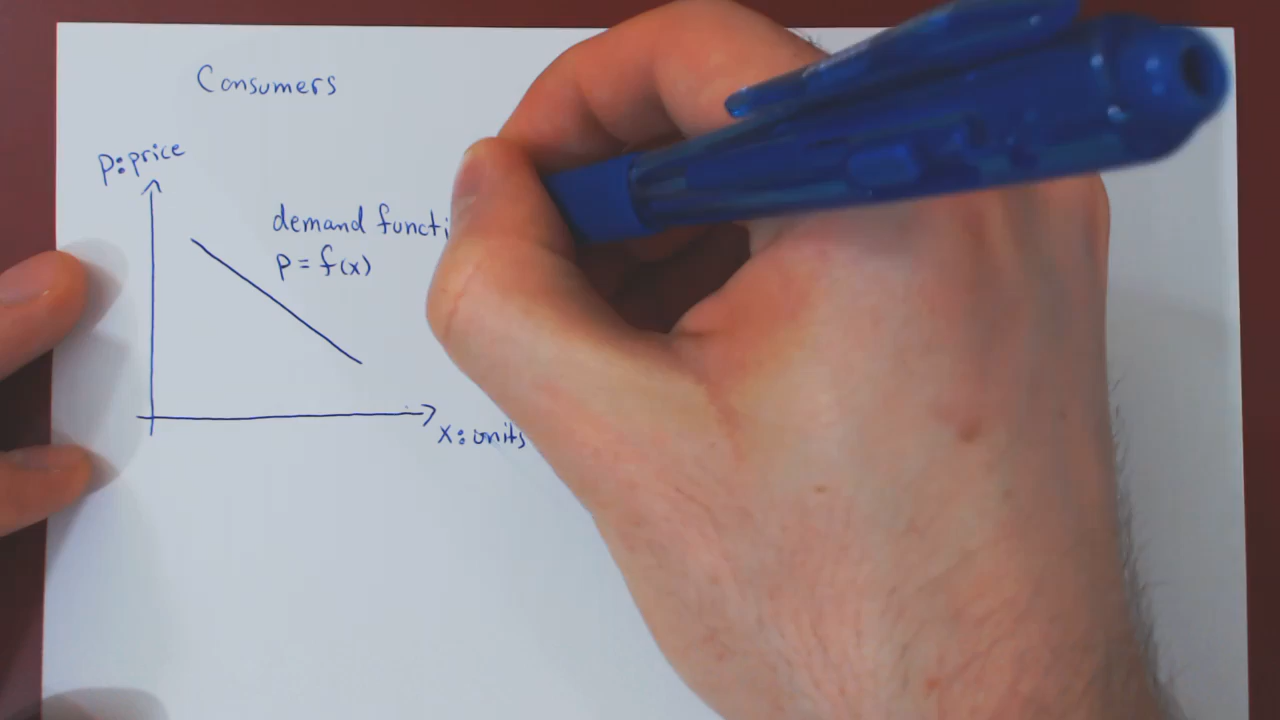 Consumers
p:price
demand functi
p = f(x)
x: units